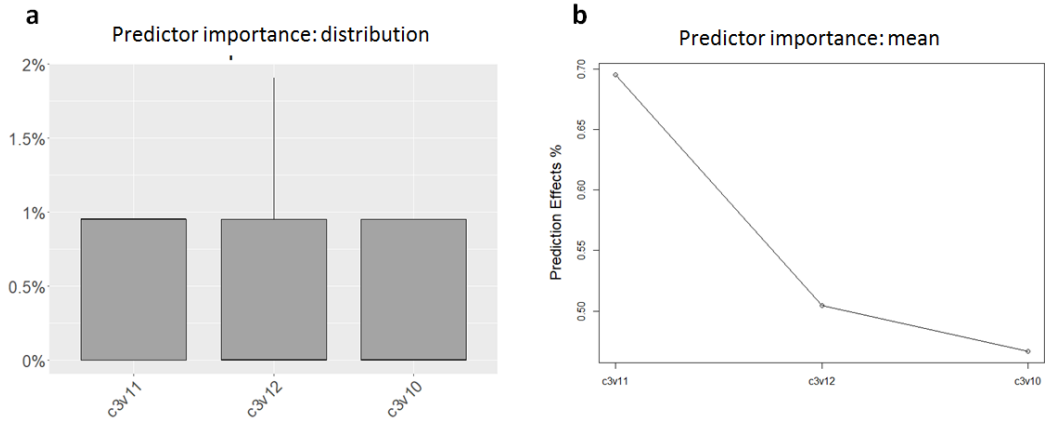 a
Predictor importance: distribution
2%
1.5%
1%
0.5%
0%
c3v11
c3v12
c3v10
b
Predictor importance: mean
Prediction Effects %
0.70
0.65
0.60
0.55
0.50
c3v11
c3v12
c3v10